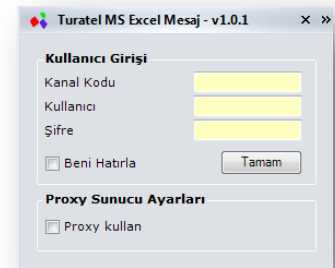 Turatel MS Excel Mesaj - v1.0.1
Kullanıcı Girişi
Kanal Kodu
Kullanıcı
Şifre
Beni Hatırla
Tamam
Proxy Sunucu Ayarları
Proxy kullan